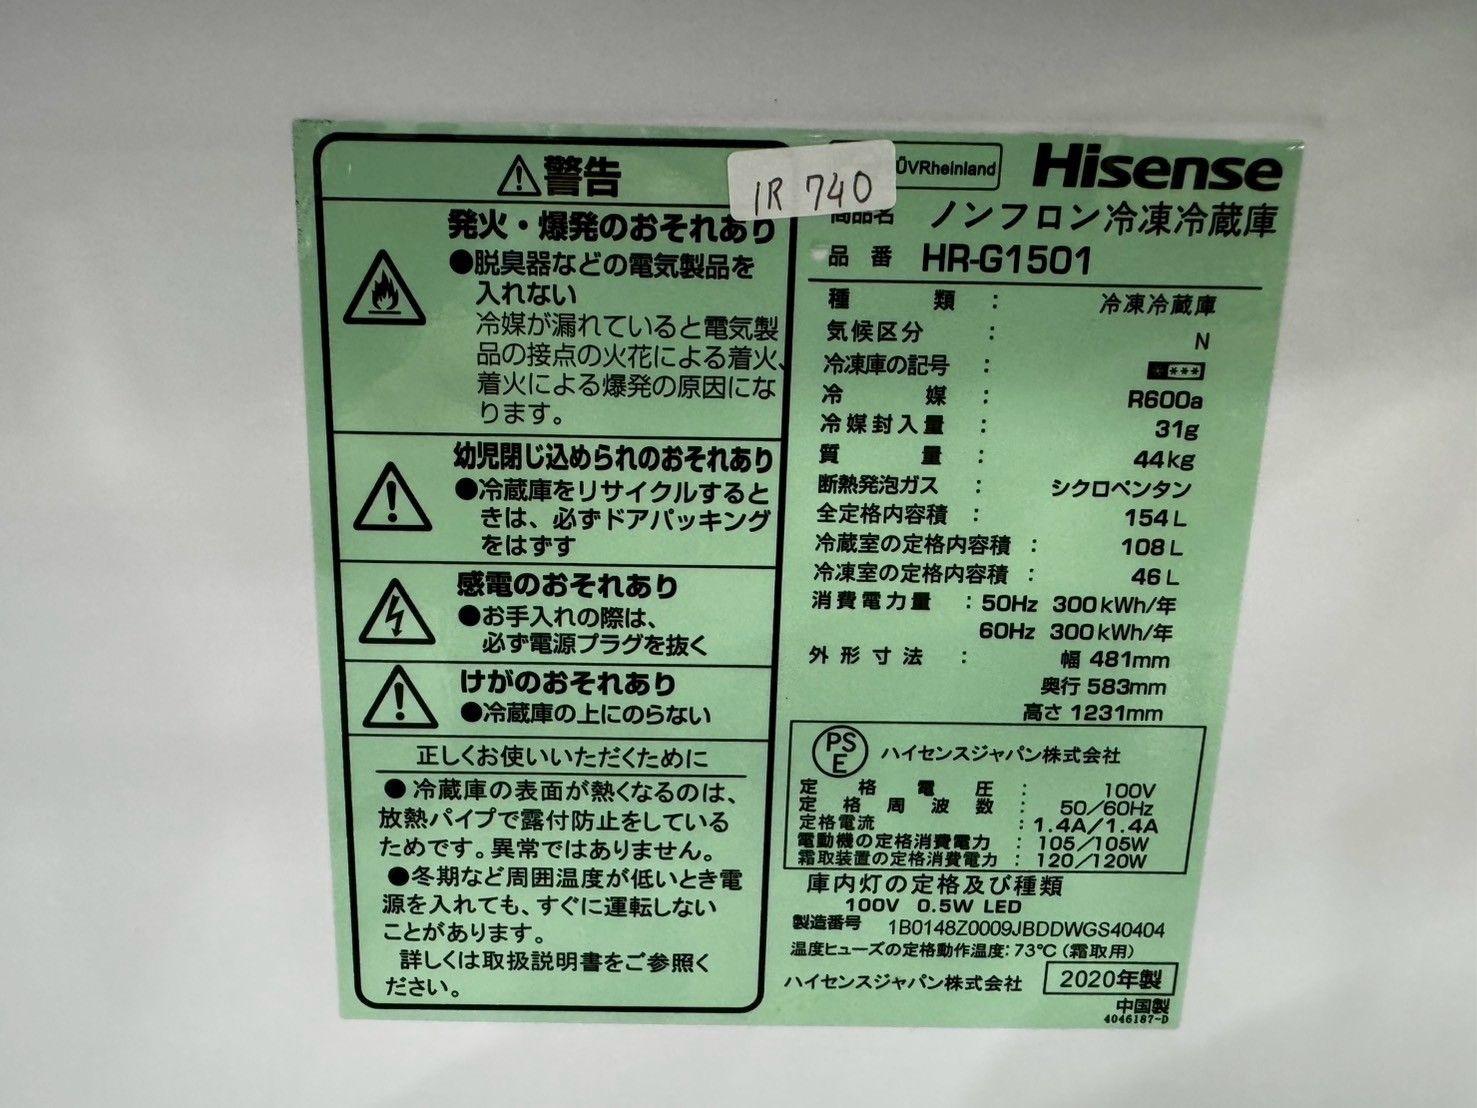 ⚠警告
発火・爆発のおそれあり
●脱臭器などの電気製品を
入れない
冷媒が漏れていると電気製
品の接点の火花による着火、
着火による爆発の原因にな
ります。
幼児閉じ込められのおそれあり
●冷蔵庫をリサイクルすると
きは、必ずドアパッキング
をはずす
感電のおそれあり
●お手入れの際は、
必ず電源プラグを抜く
けがのおそれあり
●冷蔵庫の上にのらない
正しくお使いいただくために
●冷蔵庫の表面が熱くなるのは、
放熱パイプで露付防止をしている
ためです。異常ではありません。
●冬期など周囲温度が低いとき電
源を入れても、すぐに運転しない
ことがあります。
詳しくは取扱説明書をご参照く
ださい。
IR 740
ÜVRheinland
Hisense
商品名 ノンフロン冷凍冷蔵庫
品番 HR-G1501
種類 : 冷凍冷蔵庫
気候区分 : N
冷凍庫の記号 : ****
冷媒 : R600a
冷媒封入量 : 31g
質量 : 44kg
断熱発泡ガス : シクロペンタン
全定格内容積 : 154L
冷蔵室の定格内容積 : 108L
冷凍室の定格内容積 : 46L
消費電力量 : 50Hz 300kWh/年
60Hz 300kWh/年
外形寸法 : 幅 481mm
奥行 583mm
高さ 1231mm
PSE ハイセンスジャパン株式会社
定格電圧 : 100V
定格周波数 : 50/60Hz
定格電流 : 1.4A/1.4A
電動機の定格消費電力 : 105/105W
霜取装置の定格消費電力 : 120/120W
庫内灯の定格及び種類
100V 0.5W LED
製造番号 1B0148Z0009JBDDWGS40404
温度ヒューズの定格動作温度:73℃(霜取用)
ハイセンスジャパン株式会社 2020年製
中国製
4046187-D